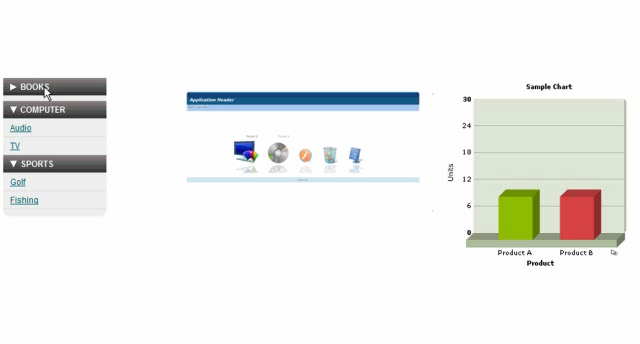 BOOKS
COMPUTER
Audio
TV
SPORTS
Golf
Fishing
Application Header
Sample Chart
30
24
18
12
6
0
Units
Product A
Product B
Product